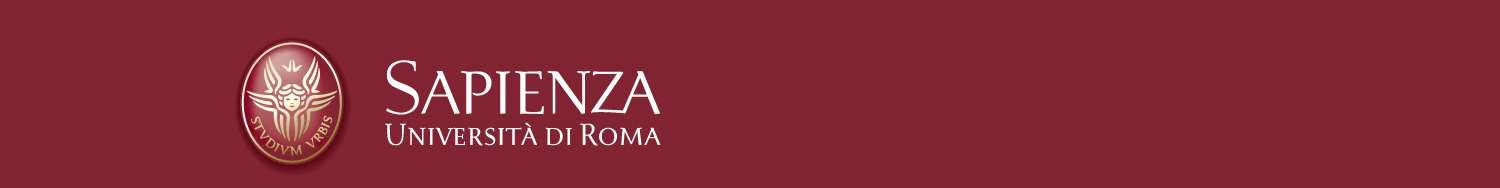 STVDIVM VRBIS
SAPIENZA
UNIVERSITÀ DI ROMA